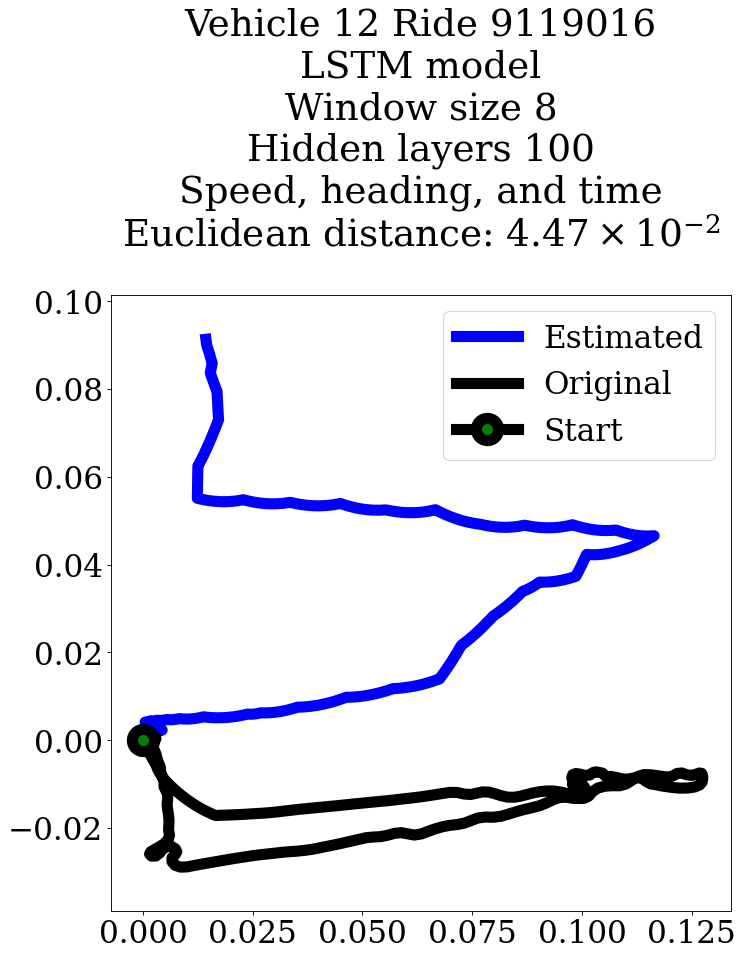 Vehicle 12 Ride 9119016
LSTM model
Window size 8
Hidden layers 100
Speed, heading, and time
Euclidean distance: 4.47 × 10⁻²
Estimated
Original
Start
0.10
0.08
0.06
0.04
0.02
0.00
−0.02
0.000 0.025 0.050 0.075 0.100 0.125